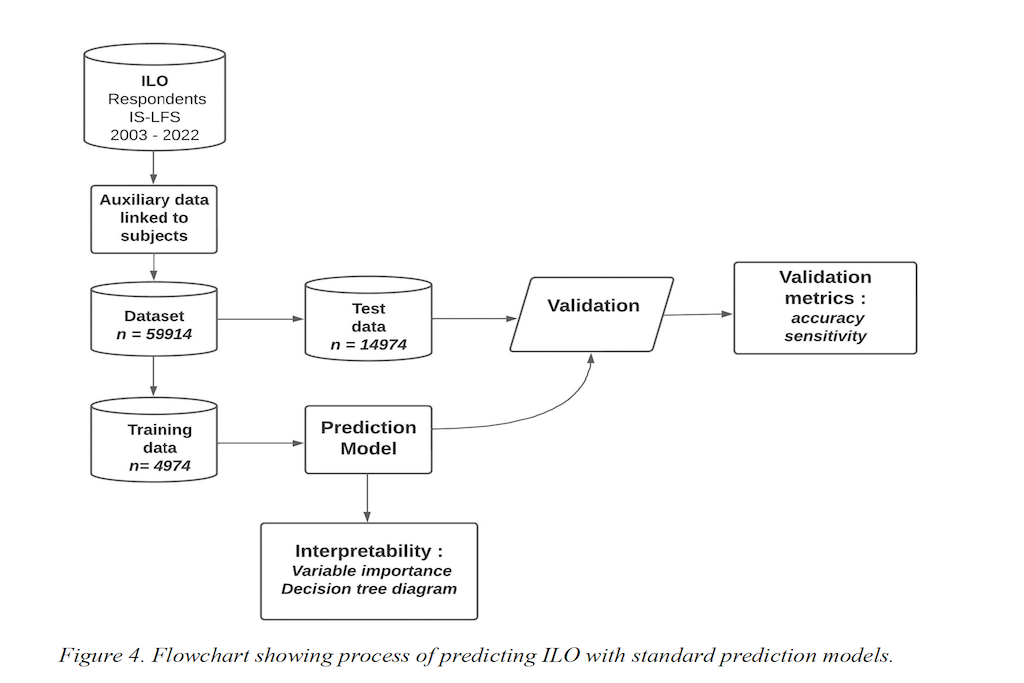 ILO
Respondents
IS-LFS
2003 - 2022
Auxiliary data
linked to
subjects
Dataset
n = 59914
Test
data
n = 14974
Validation
Validation
metrics :
accuracy
sensitivity
Training
data
n= 4974
Prediction
Model
Interpretability :
Variable importance
Decision tree diagram
Figure 4. Flowchart showing process of predicting ILO with standard prediction models.